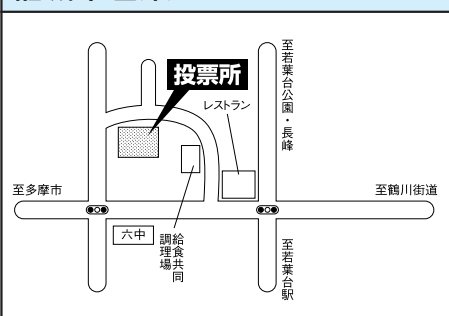 投票所
レストラン
至若葉台公園・長峰
至多摩市
至鶴川街道
六中
給食共同
調理場
至若葉台駅